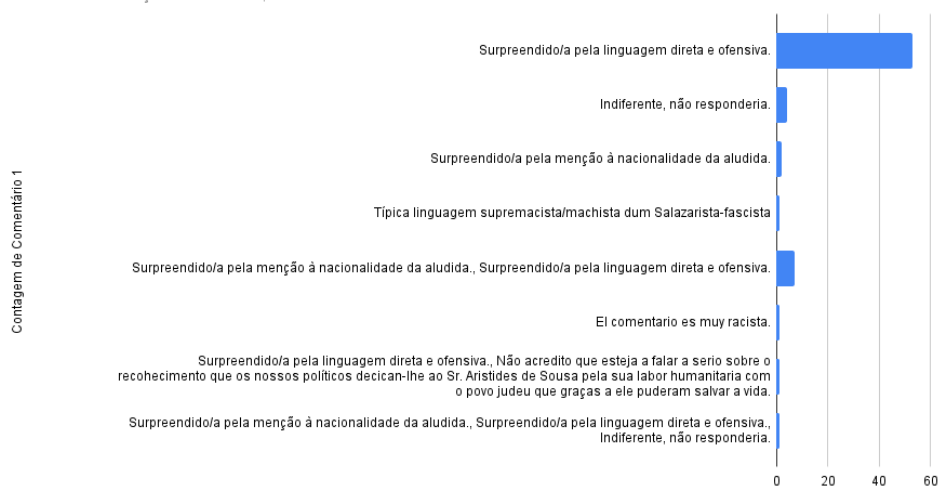 Surpreendido/a pela linguagem direta e ofensiva.
Indiferente, não responderia.
Surpreendido/a pela menção à nacionalidade da aludida.
Típica linguagem supremacista/machista dum Salazarista-fascista
Surpreendido/a pela menção à nacionalidade da aludida., Surpreendido/a pela linguagem direta e ofensiva.
El comentario es muy racista.
Surpreendido/a pela linguagem direta e ofensiva., Não acredito que esteja a falar a serio sobre o
recohecimento que os nossos políticos decican-lhe ao Sr. Aristides de Sousa pela sua labor humanitaria com
o povo judeu que graças a ele puderam salvar a vida.
Surpreendido/a pela menção à nacionalidade da aludida., Surpreendido/a pela linguagem direta e ofensiva.,
Indiferente, não responderia.
Contagem de Comentário 1
0 20 40 60